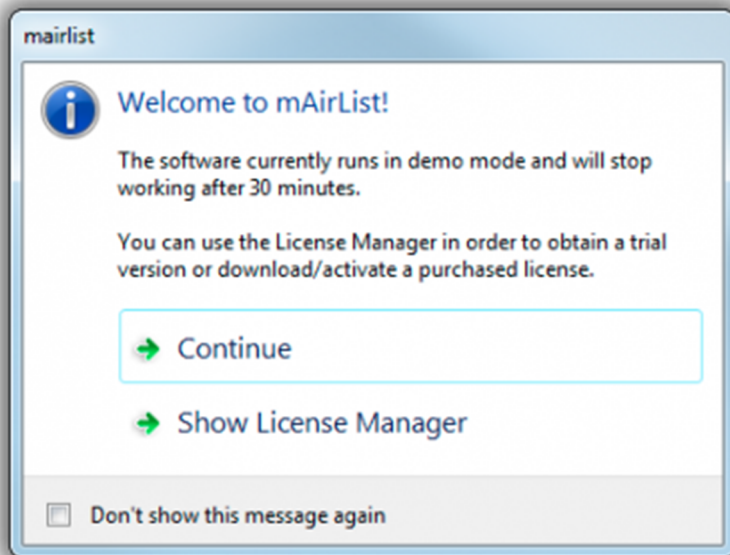 mairlist
Welcome to mAirList!
The software currently runs in demo mode and will stop
working after 30 minutes.
You can use the License Manager in order to obtain a trial
version or download/activate a purchased license.
Continue
Show License Manager
Don't show this message again